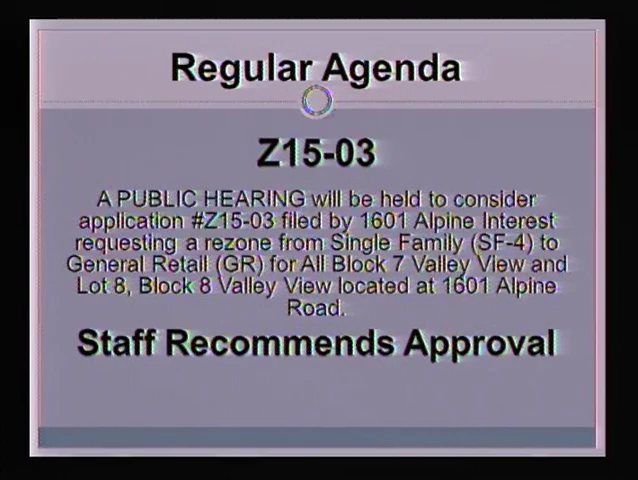 Regular Agenda
Z15-03
A PUBLIC HEARING will be held to consider
application #Z15-03 filed by 1601 Alpine Interest
requesting a rezone from Single Family (SF-4) to
General Retail (GR) for All Block 7 Valley View and
Lot 8, Block 8 Valley View located at 1601 Alpine
Road.
Staff Recommends Approval